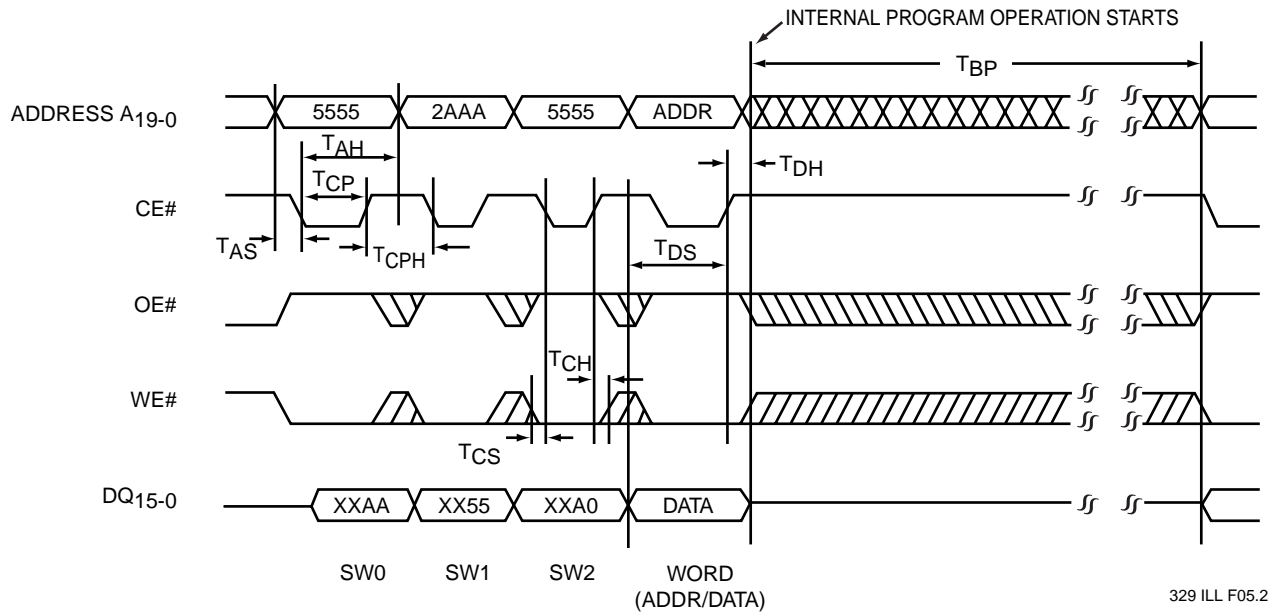 INTERNAL PROGRAM OPERATION STARTS
TBP
ADDRESS A19-0
5555
2AAA
5555
ADDR
TAH
TDH
TCP
CE#
TAS
TCPH
TDS
OE#
TCH
WE#
TCS
DQ15-0
XXAA
XX55
XXA0
DATA
SW0
SW1
SW2
WORD
(ADDR/DATA)
329 ILL F05.2